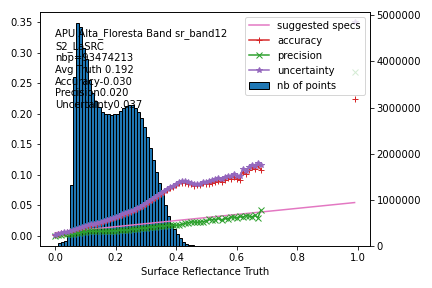 APU Alta_Floresta Band sr_band12
S2_LaSRC
Avg Truth 0.192
Accuracy-0.030
Precision0.020
Uncertainty0.037
suggested specs
accuracy
precision
uncertainty
nb of points
0.35
0.30
0.25
0.20
0.15
0.10
0.05
0.00
5000000
4000000
3000000
2000000
1000000
0
0.0 0.2 0.4 0.6 0.8 1.0
Surface Reflectance Truth